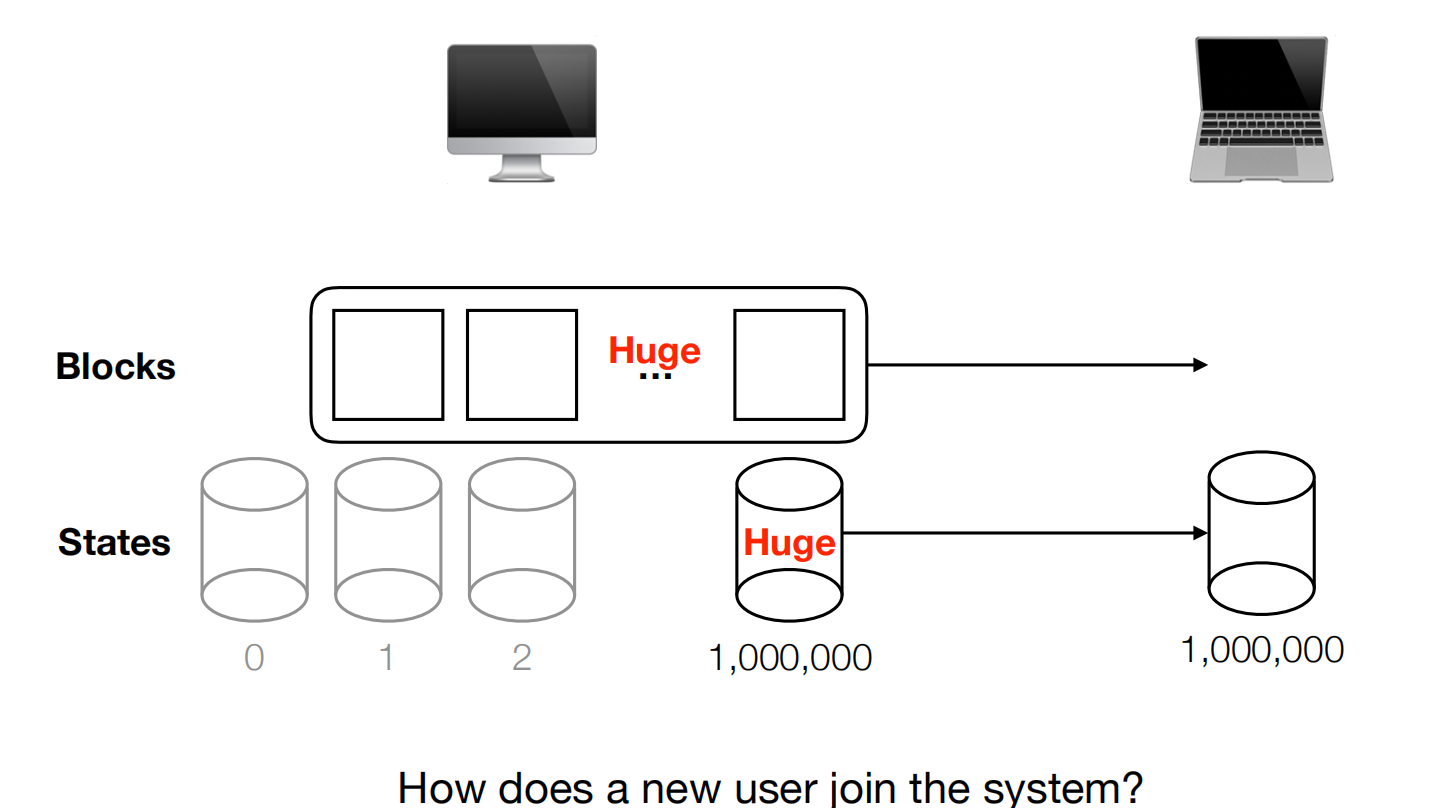 Blocks
Huge
...
States
Huge
0
1
2
1,000,000
1,000,000
How does a new user join the system?